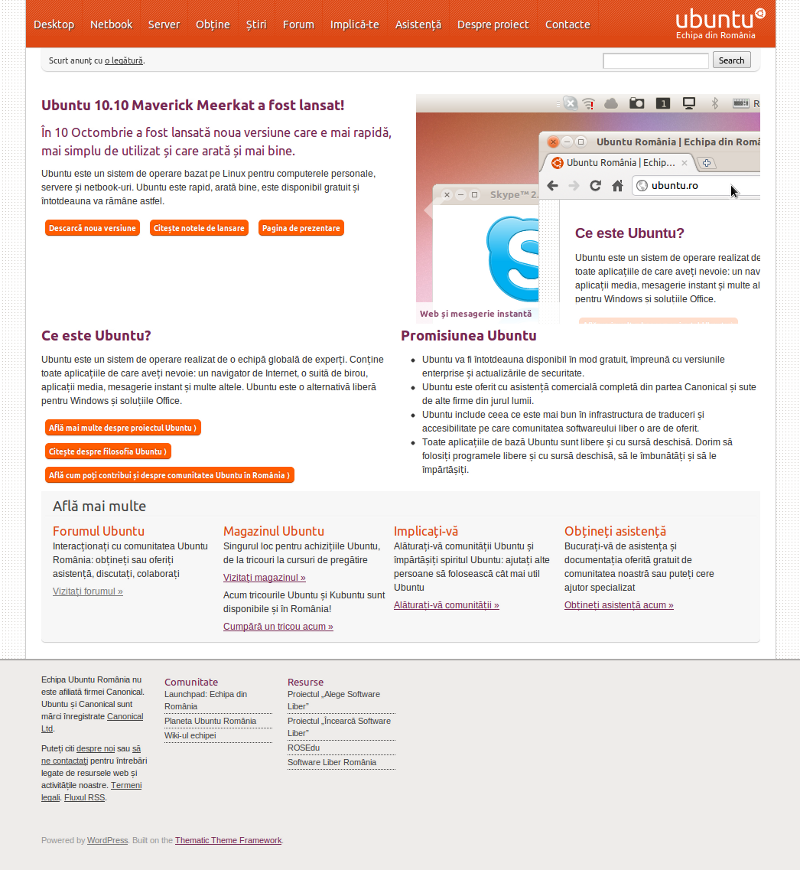 Desktop Netbook Server Obține Știri Forum Implică-te Asistență Despre proiect Contacte
ubuntu
Echipa din România
Scurt anunț cu o legătură.
Search
Ubuntu 10.10 Maverick Meerkat a fost lansat!
În 10 Octombrie a fost lansată noua versiune care e mai rapidă,
mai simplu de utilizat și care arată și mai bine.
Ubuntu este un sistem de operare bazat pe Linux pentru computerele personale,
servere și netbook-uri. Ubuntu este rapid, arată bine, este disponibil gratuit și
întotdeauna va rămâne astfel.
Descarcă noua versiune
Citește notele de lansare
Pagina de prezentare
1
Ubuntu România | Echipa din Româ
Ubuntu România | Echip...
ubuntu.ro
Skype™ 2.
Ce este Ubuntu?
Ubuntu este un sistem de operare realizat de
toate aplicațiile de care aveți nevoie: un nav
aplicații media, mesagerie instant și multe al
pentru Windows și soluțiile Office.
Web și mesagerie instantă
Ce este Ubuntu?
Ubuntu este un sistem de operare realizat de o echipă globală de experți. Conține
toate aplicațiile de care aveți nevoie: un navigator de Internet, o suită de birou,
aplicații media, mesagerie instant și multe altele. Ubuntu este o alternativă liberă
pentru Windows și soluțiile Office.
Află mai multe despre proiectul Ubuntu ⟩
Citește despre filosofia Ubuntu ⟩
Află cum poți contribui și despre comunitatea Ubuntu în România ⟩
Promisiunea Ubuntu
Ubuntu va fi întotdeauna disponibil în mod gratuit, împreună cu versiunile
enterprise și actualizările de securitate.
Ubuntu este oferit cu asistență comercială completă din partea Canonical și sute
de alte firme din jurul lumii.
Ubuntu include ceea ce este mai bun în infrastructura de traduceri și
accesibilitate pe care comunitatea softwareului liber o are de oferit.
Toate aplicațiile de bază Ubuntu sunt libere și cu sursă deschisă. Dorim să
folosiți programele libere și cu sursă deschisă, să le îmbunătăți și să le
împărtășiți.
Află mai multe
Forumul Ubuntu
Interacționați cu comunitatea Ubuntu
România: obțineți sau oferiți
asistență, discutați, colaborați
Vizitați forumul »
Magazinul Ubuntu
Singurul loc pentru achizițiile Ubuntu,
de la tricouri la cursuri de pregătire
Vizitați magazinul »
Acum tricourile Ubuntu și Kubuntu sunt
disponibile și în România!
Cumpără un tricou acum »
Implicați-vă
Alăturați-vă comunității Ubuntu și
împărtășiți spiritul Ubuntu: ajutați alte
persoane să folosească cât mai util
Ubuntu
Alăturați-vă comunității »
Obțineți asistență
Bucurați-vă de asistența și
documentația oferită gratuit de
comunitatea noastră sau puteți cere
ajutor specializat
Obțineți asistență acum »
Echipa Ubuntu România nu
este afiliată firmei Canonical.
Ubuntu și Canonical sunt
mărci înregistrate Canonical
Ltd.
Puteți citi despre noi sau să
ne contactați pentru întrebări
legate de resursele web și
activitățile noastre. Termeni
legali. Fluxul RSS.
Comunitate
Launchpad: Echipa din
România
Planeta Ubuntu România
Wiki-ul echipei
Resurse
Proiectul „Alege Software
Liber”
Proiectul „Încearcă Software
Liber”
ROSEdu
Software Liber România
Powered by WordPress. Built on the Thematic Theme Framework.